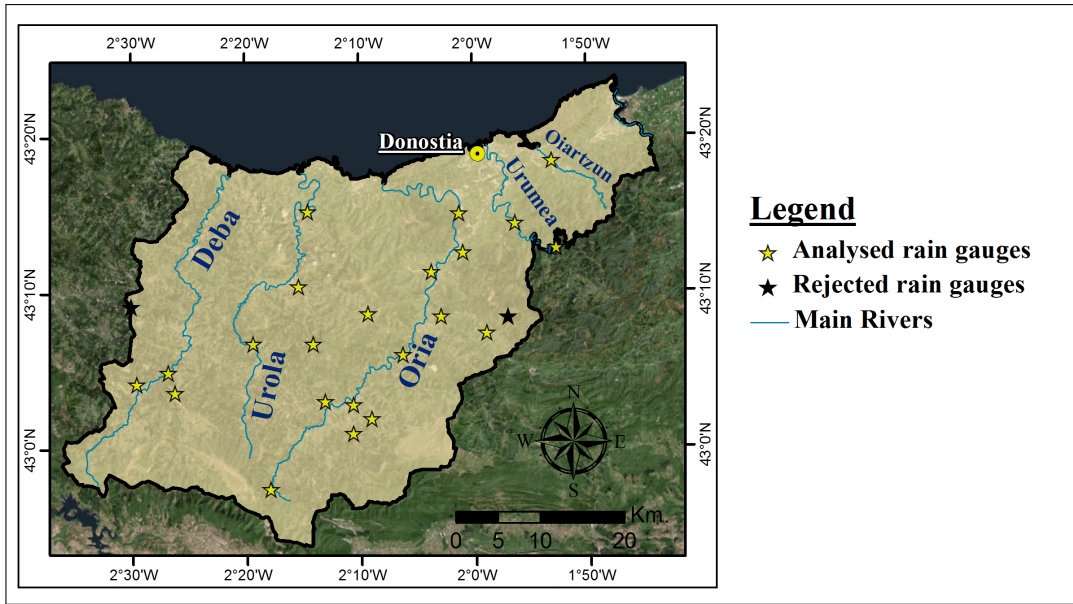 2°30'W 2°20'W 2°10'W 2°0'W 1°50'W
43°20'N 43°20'N
Donostia
Oiartzun
Urumea
Deba
Legend
Analysed rain gauges
Rejected rain gauges
Main Rivers
43°10'N 43°10'N
Oria
Urola
N
W E
S
43°0'N 43°0'N
Km.
0 5 10 20
2°30'W 2°20'W 2°10'W 2°0'W 1°50'W